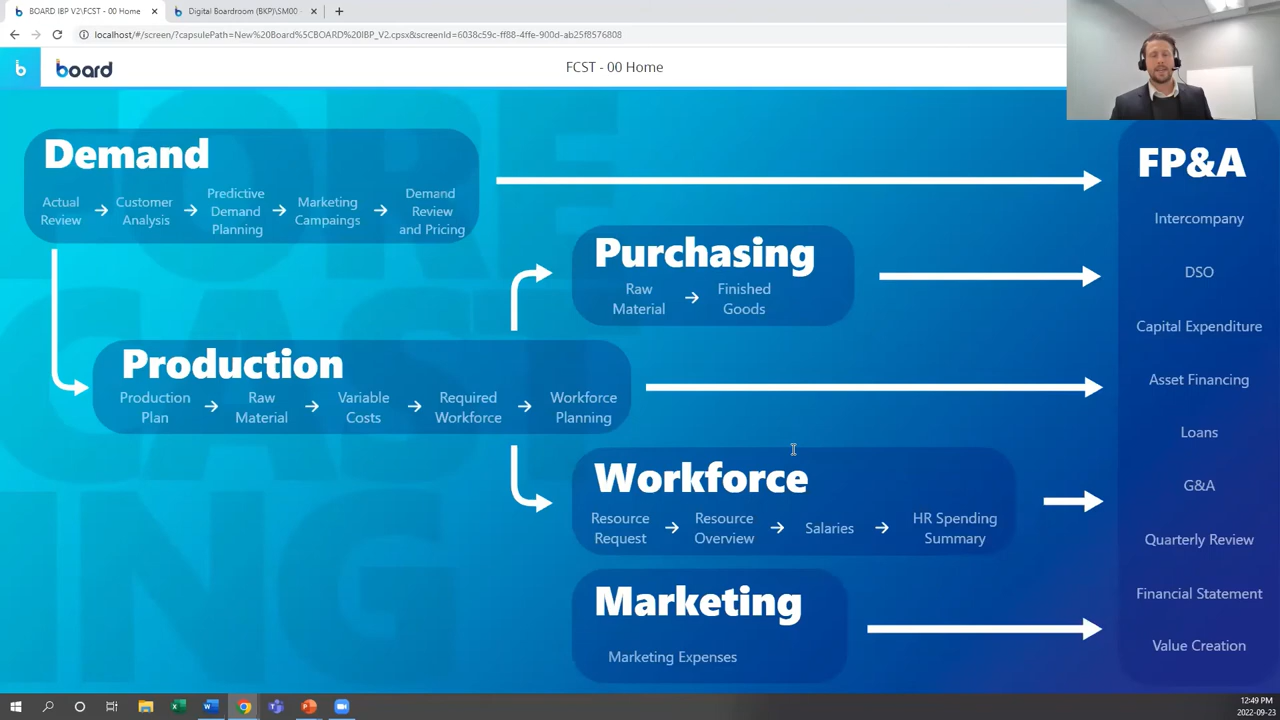 BOARD IBP V2\FCST - 00 Home
Digital Boardroom (BKP)\SM00 -
localhost/#/screen/?capsulePath=New%20Board%5CBOARD%20IBP_V2.cpsx&screenId=6038c59c-ff88-4ffe-900d-ab25f8576808
b
board
FCST - 00 Home
FORE
CAST
ING
Demand
Actual
Review
Customer
Analysis
Predictive
Demand
Planning
Marketing
Campaings
Demand
Review
and Pricing
Purchasing
Raw
Material
Finished
Goods
Production
Production
Plan
Raw
Material
Variable
Costs
Required
Workforce
Workforce
Planning
Workforce
Resource
Request
Resource
Overview
Salaries
HR Spending
Summary
Marketing
Marketing Expenses
FP&A
Intercompany
DSO
Capital Expenditure
Asset Financing
Loans
G&A
Quarterly Review
Financial Statement
Value Creation
12:49 PM
2022-09-23